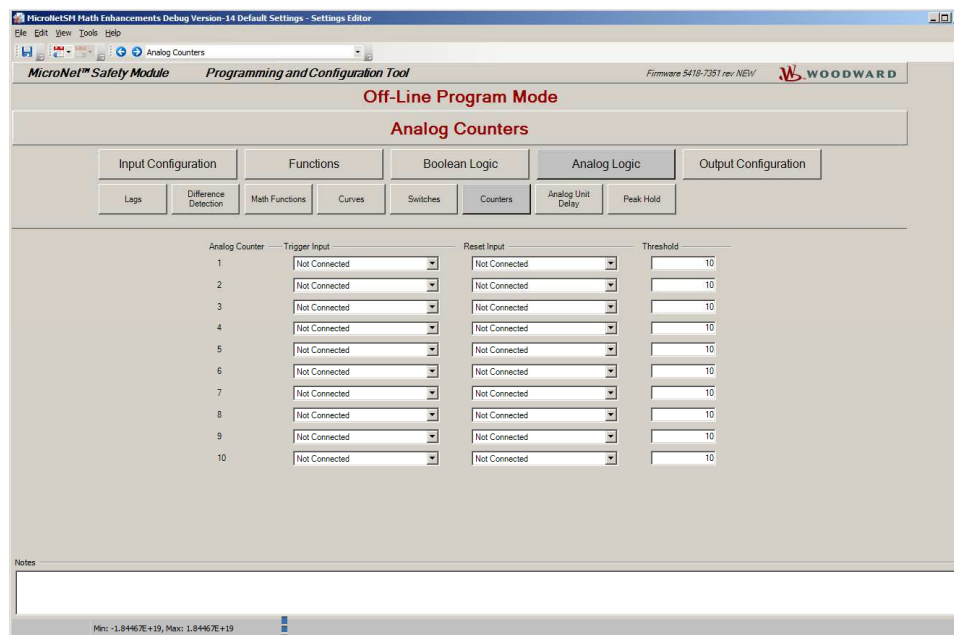 MicroNetSM Math Enhancements Debug Version-14 Default Settings - Settings Editor
File Edit View Tools Help
Analog Counters
MicroNet™ Safety Module Programming and Configuration Tool Firmware 5418-7351 rev NEW WOODWARD
Off-Line Program Mode
Analog Counters
Input Configuration Functions Boolean Logic Analog Logic Output Configuration
Lags Difference Detection Math Functions Curves Switches Counters Analog Unit Delay Peak Hold
Analog Counter Trigger Input Reset Input Threshold
1 Not Connected Not Connected 10
2 Not Connected Not Connected 10
3 Not Connected Not Connected 10
4 Not Connected Not Connected 10
5 Not Connected Not Connected 10
6 Not Connected Not Connected 10
7 Not Connected Not Connected 10
8 Not Connected Not Connected 10
9 Not Connected Not Connected 10
10 Not Connected Not Connected 10
Notes
Min: -1.84467E+19, Max: 1.84467E+19